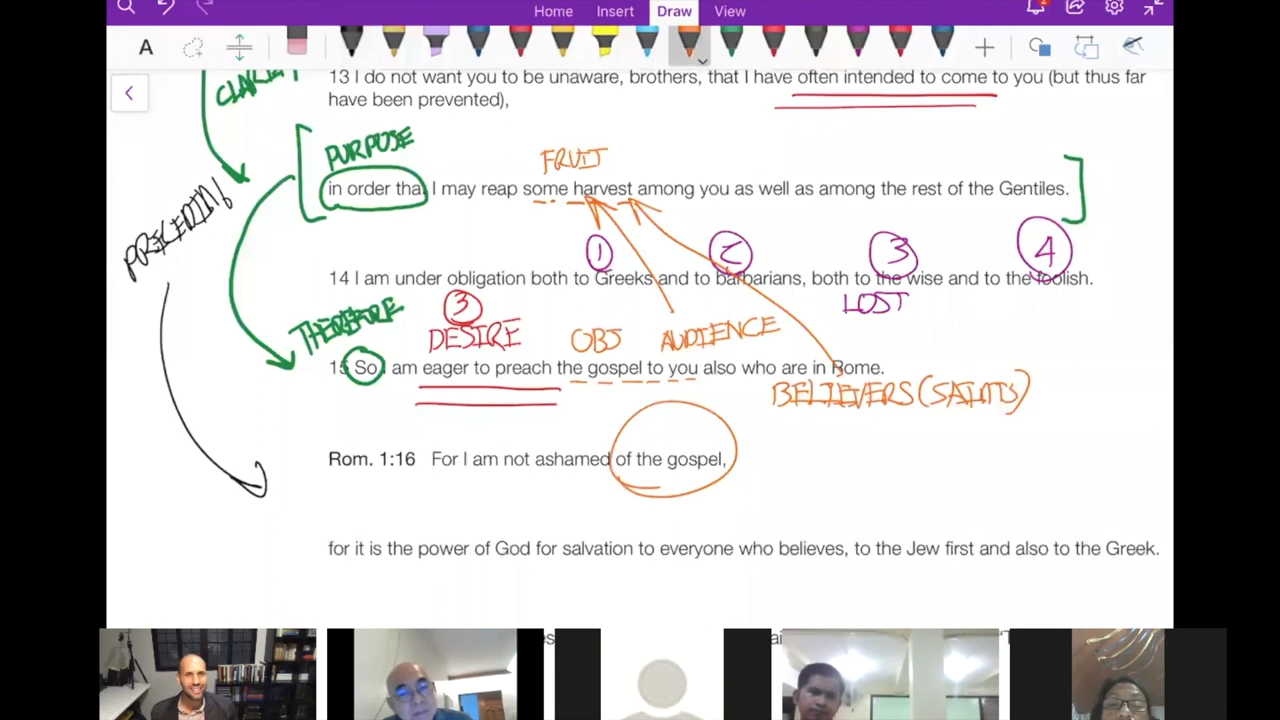 Home Insert Draw View
2
A
13 I do not want you to be unaware, brothers, that I have often intended to come to you (but thus far
have been prevented),
PURPOSE
FRUIT
in order that I may reap some harvest among you as well as among the rest of the Gentiles.
PRECEDING
1 2 3 4
14 I am under obligation both to Greeks and to barbarians, both to the wise and to the foolish.
LOST
THEREFORE
3
DESIRE OBJ AUDIENCE
15 So I am eager to preach the gospel to you also who are in Rome.
BELIEVERS (SAINTS)
Rom. 1:16 For I am not ashamed of the gospel,
for it is the power of God for salvation to everyone who believes, to the Jew first and also to the Greek.